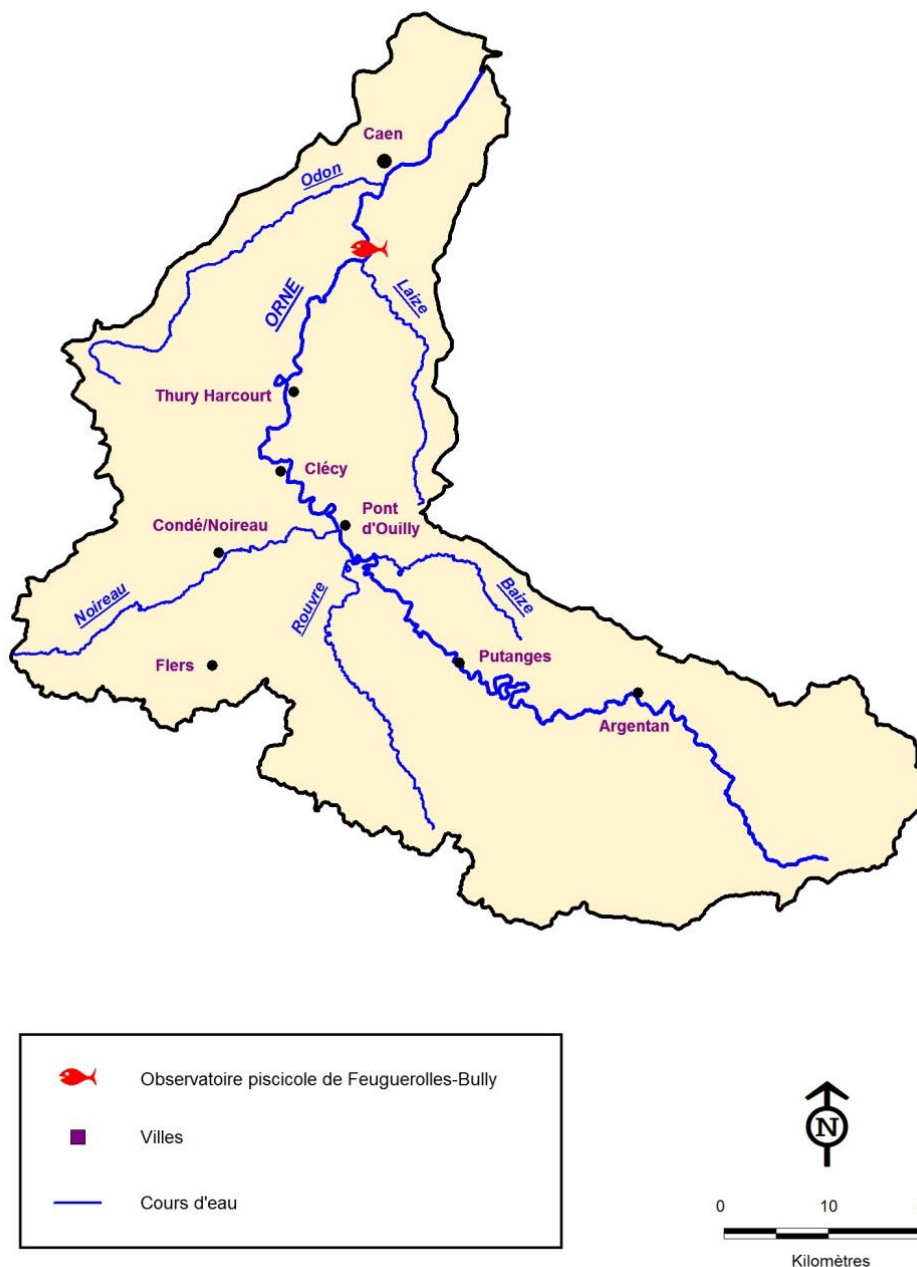 Caen
Odon
ORNE
Laize
Thury Harcourt
Clécy
Pont
d'Ouilly
Condé/Noireau
Noireau
Rouvre
Baize
Flers
Putanges
Argentan
Observatoire piscicole de Feuguerolles-Bully
Villes
Cours d'eau
N
0 10
Kilomètres